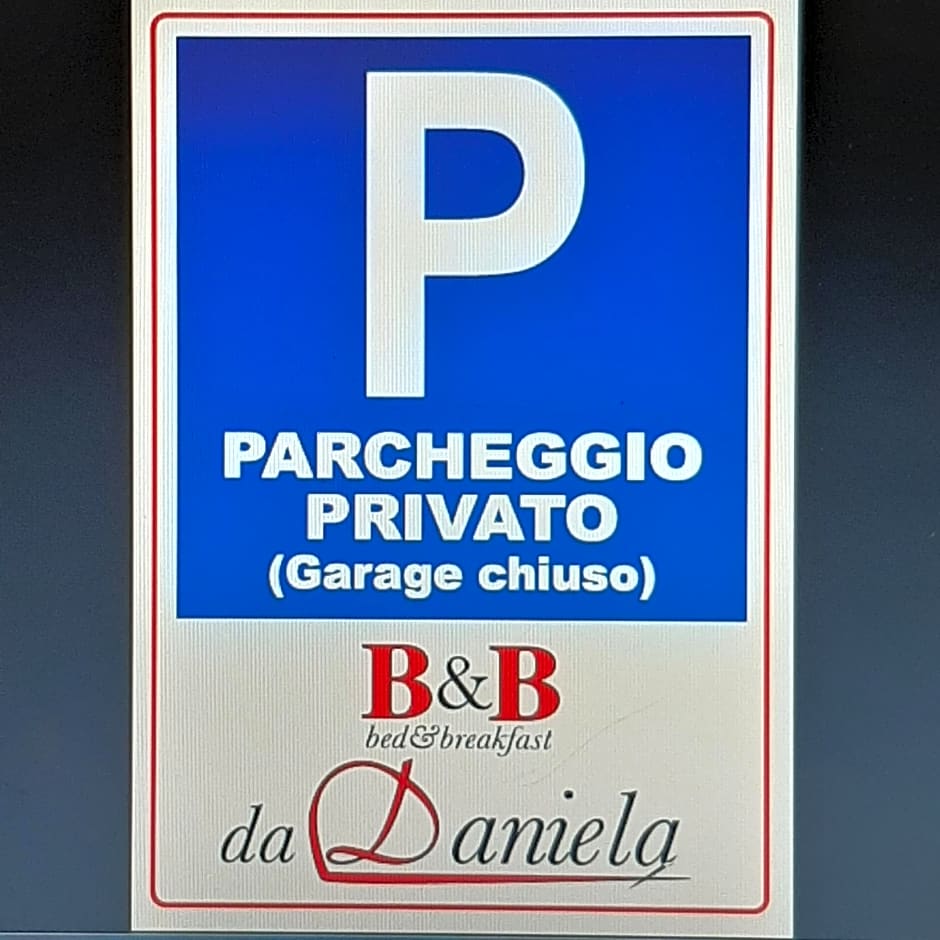 P
PARCHEGGIO
PRIVATO
(Garage chiuso)
B&B
bed&breakfast
da Daniela